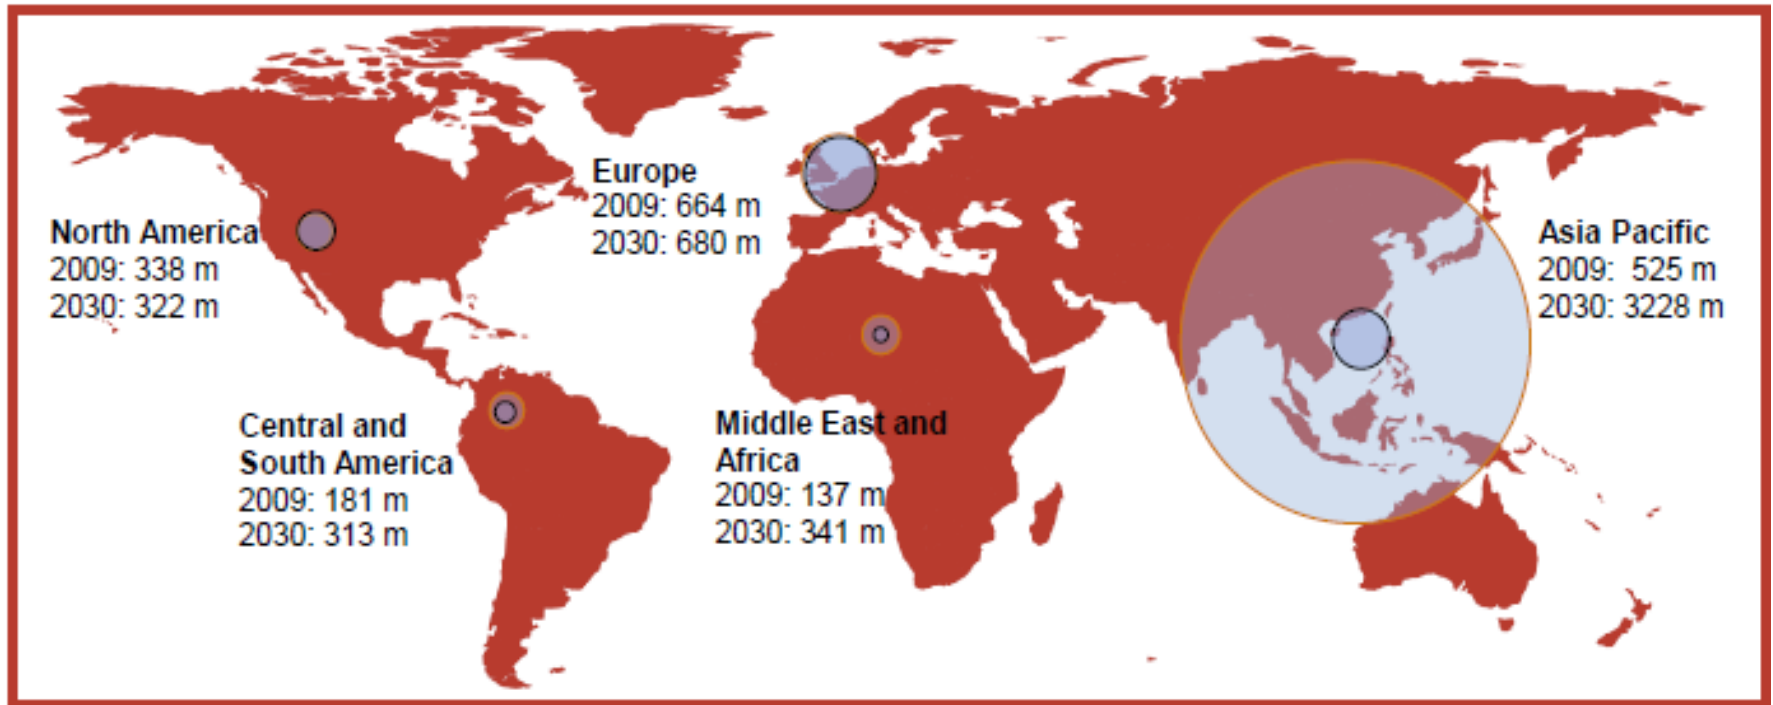 North America
2009: 338 m
2030: 322 m
Europe
2009: 664 m
2030: 680 m
Asia Pacific
2009: 525 m
2030: 3228 m
Central and
South America
2009: 181 m
2030: 313 m
Middle East and
Africa
2009: 137 m
2030: 341 m